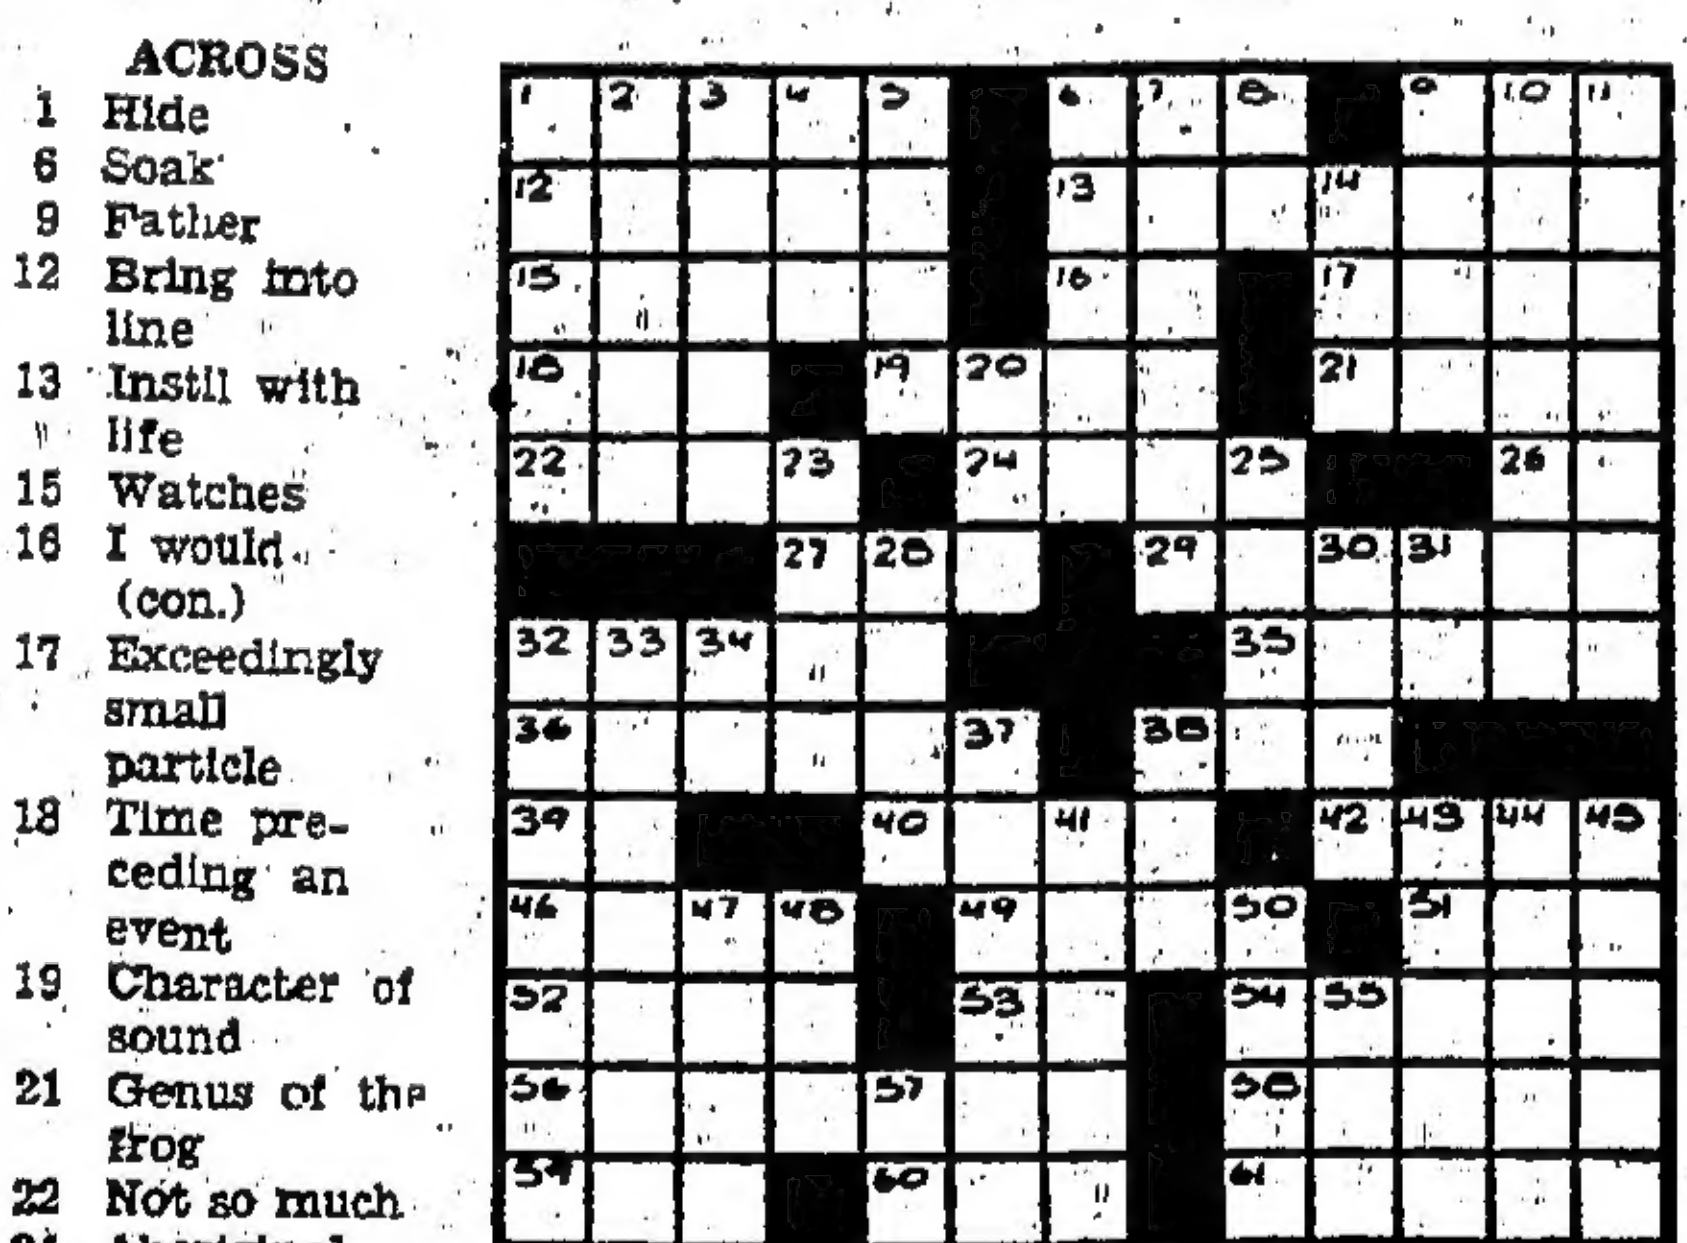 ACROSS
1 Hide
6 Soak
9 Father
12 Bring into
line
13 Instil with
life
15 Watches
16 I would
(con.)
17 Exceedingly
small
particle
18 Time pre-
ceding an
event
19 Character of
sound
21 Genus of the
frog
22 Not so much
1 2 3 4 5 6 7 8 9 10 11
12 13 14
15 16 17
18 19 20 21
22 23 24 25 26
27 28 29 30 31
32 33 34 35
36 37 38
39 40 41 42 43 44 45
46 47 48 49 50 51
52 53 54 55
56 57 58
59 60 61